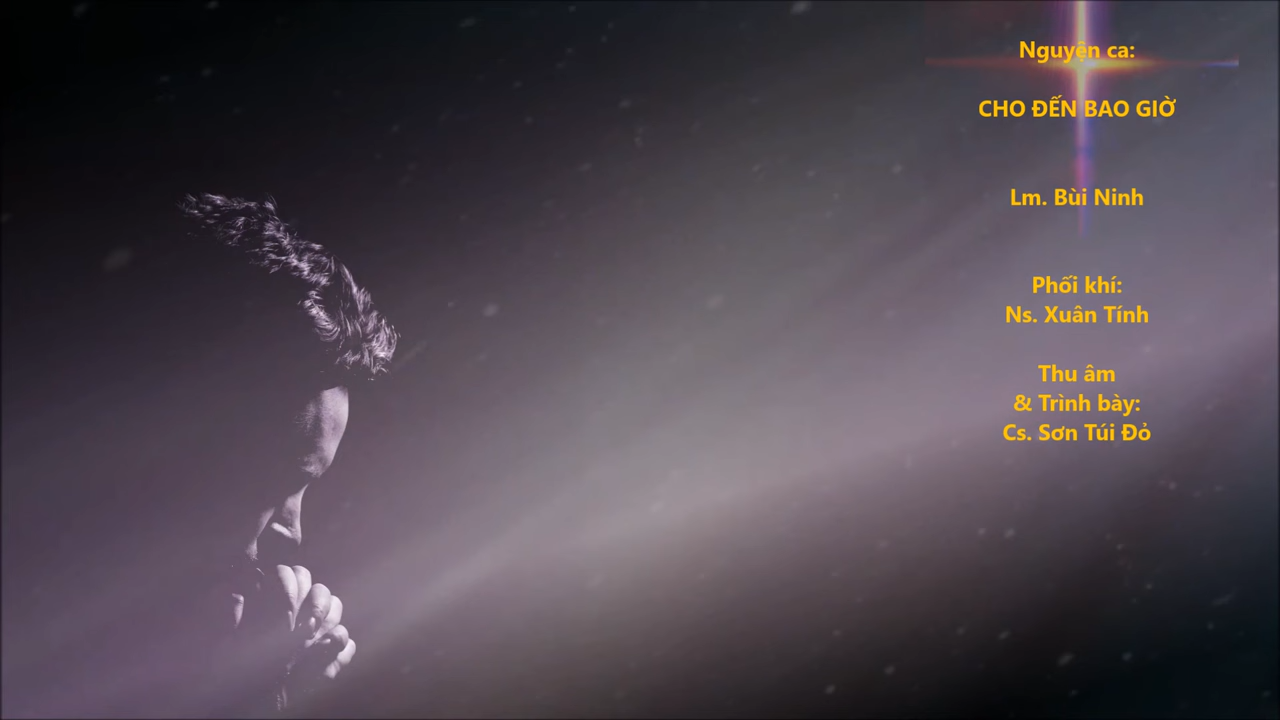 Nguyện ca:
CHO ĐẾN BAO GIỜ
Lm. Bùi Ninh
Phối khí:
Ns. Xuân Tính
Thu âm
& Trình bày:
Cs. Sơn Túi Đỏ